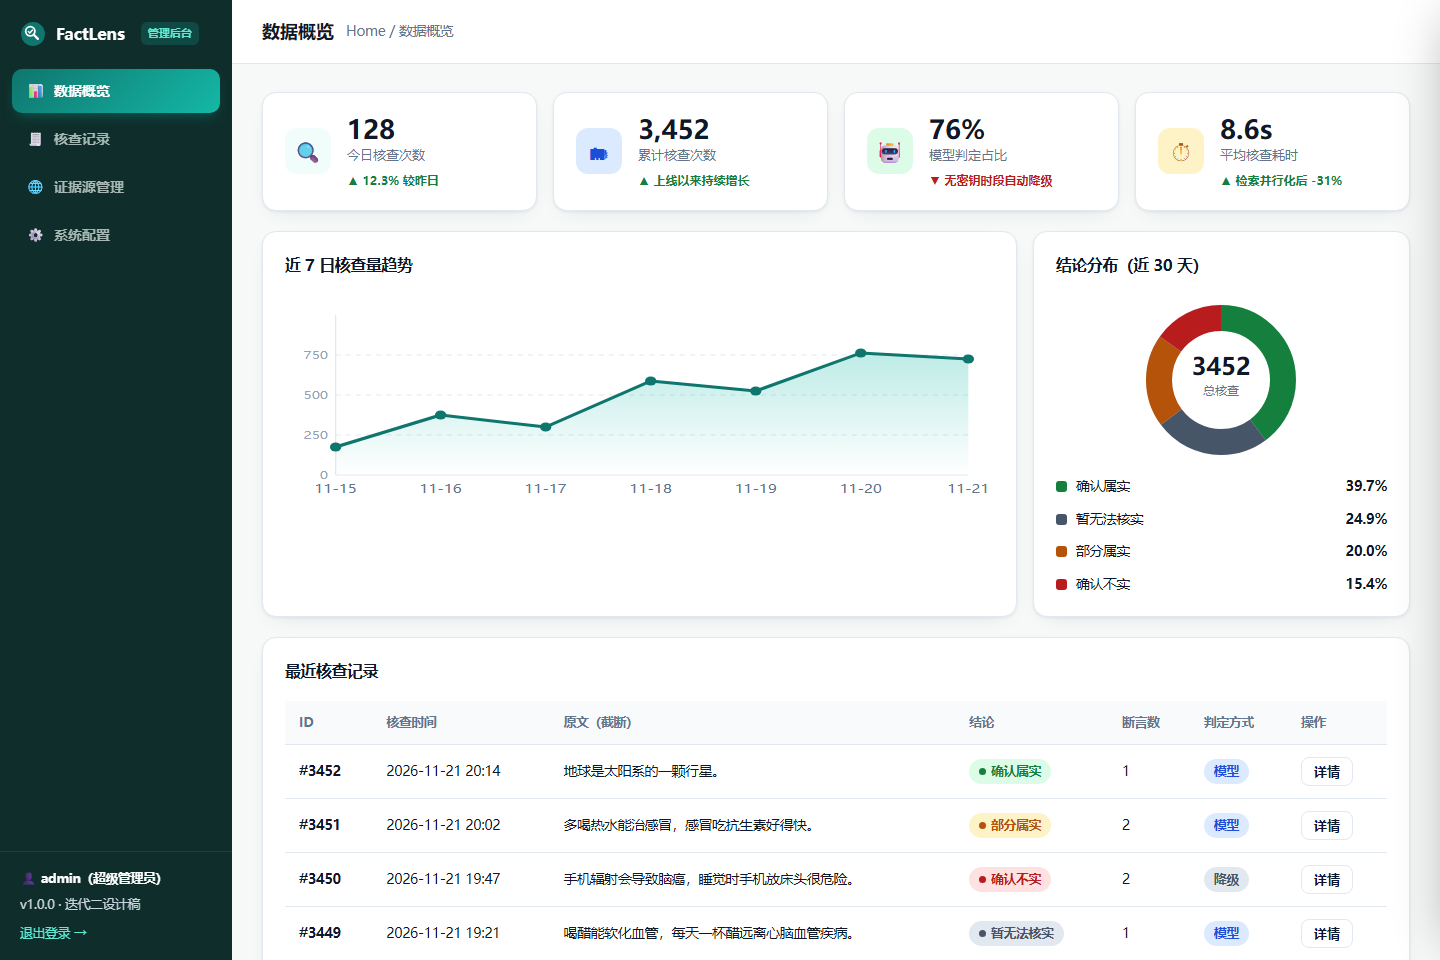 FactLens 管理后台
数据概览
核查记录
证据源管理
系统配置
admin（超级管理员）
v1.0.0 · 迭代二设计稿
退出登录 →
数据概览 Home / 数据概览
128
今日核查次数
▲ 12.3% 较昨日
3,452
累计核查次数
▲ 上线以来持续增长
76%
模型判定占比
▼ 无密钥时段自动降级
8.6s
平均核查耗时
▲ 检索并行化后 -31%
近 7 日核查量趋势
750
500
250
0
11-15 11-16 11-17 11-18 11-19 11-20 11-21
结论分布（近 30 天）
3452
总核查
确认属实 39.7%
暂无法核实 24.9%
部分属实 20.0%
确认不实 15.4%
最近核查记录
ID 核查时间 原文（截断） 结论 断言数 判定方式 操作
#3452 2026-11-21 20:14 地球是太阳系的一颗行星。 确认属实 1 模型 详情
#3451 2026-11-21 20:02 多喝热水能治感冒，感冒吃抗生素好得快。 部分属实 2 模型 详情
#3450 2026-11-21 19:47 手机辐射会导致脑癌，睡觉时手机放床头很危险。 确认不实 2 降级 详情
#3449 2026-11-21 19:21 喝醋能软化血管，每天一杯醋远离心脑血管疾病。 暂无法核实 1 模型 详情